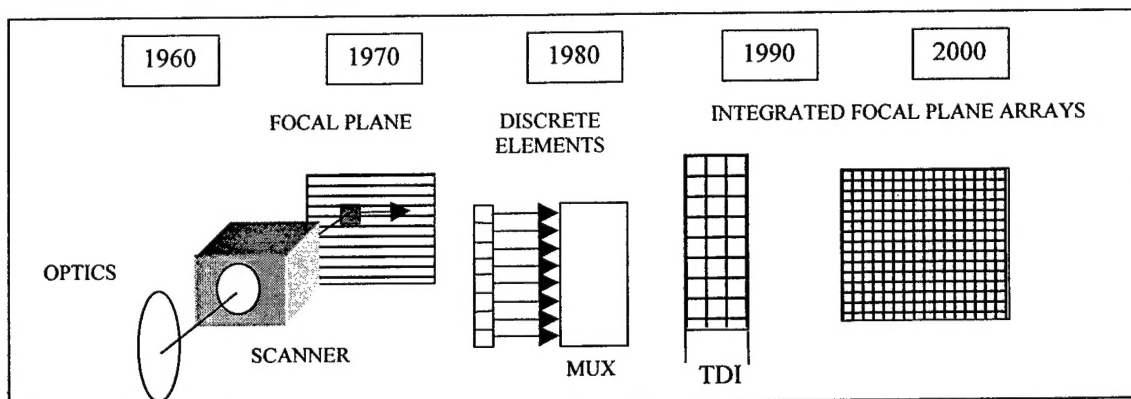 1960
1970
1980
1990
2000
FOCAL PLANE
DISCRETE
ELEMENTS
INTEGRATED FOCAL PLANE ARRAYS
OPTICS
SCANNER
MUX
TDI